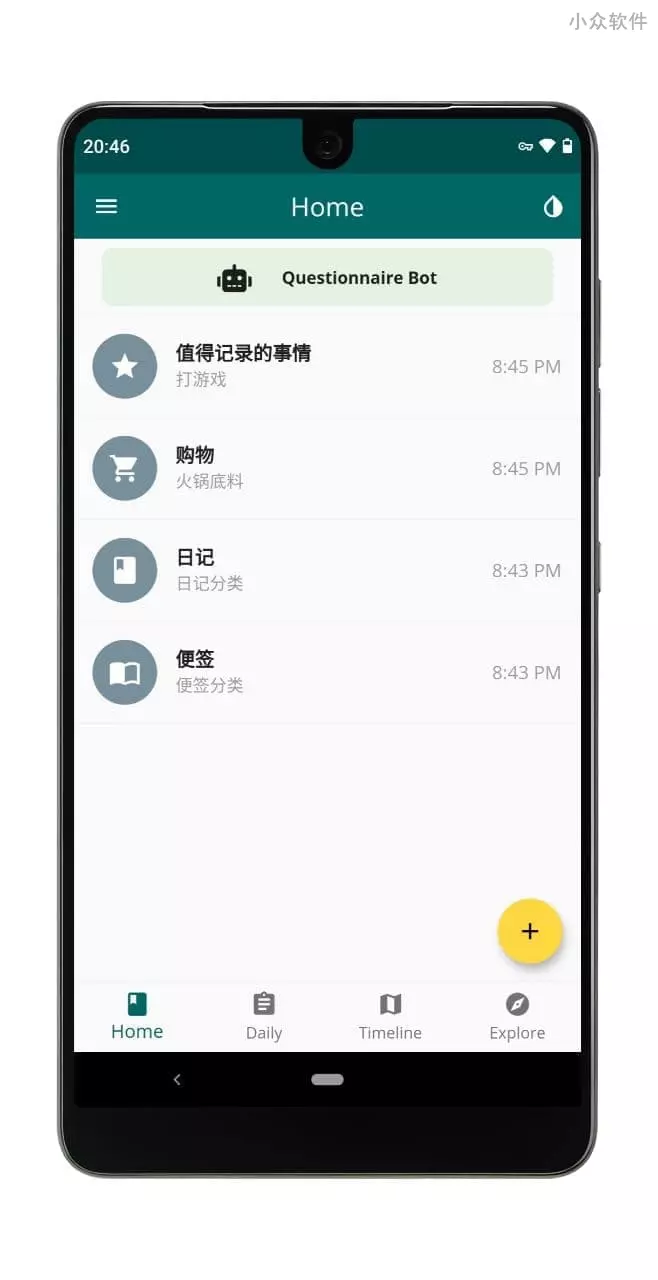 小众软件
20:46
Home
Questionnaire Bot
值得记录的事情
打游戏
8:45 PM
购物
火锅底料
8:45 PM
日记
日记分类
8:43 PM
便签
便签分类
8:43 PM
Home
Daily
Timeline
Explore